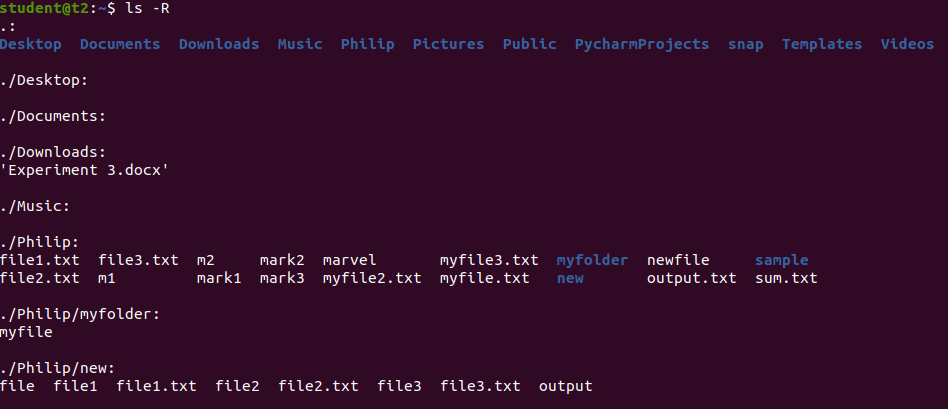 student@t2:~$ ls -R
.:
Desktop  Documents  Downloads  Music  Philip  Pictures  Public  PycharmProjects  snap  Templates  Videos
./Desktop:
./Documents:
./Downloads:
'Experiment 3.docx'
./Music:
./Philip:
file1.txt  file3.txt  m2     mark2  marvel       myfile3.txt  myfolder  newfile     sample
file2.txt  m1         mark1  mark3  myfile2.txt  myfile.txt   new       output.txt  sum.txt
./Philip/myfolder:
myfile
./Philip/new:
file  file1  file1.txt  file2  file2.txt  file3  file3.txt  output